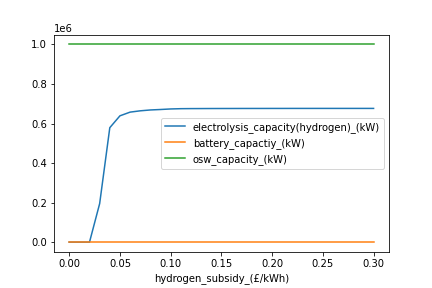 1e6
1.0
0.8
0.6
0.4
0.2
0.0
electrolysis_capacity(hydrogen)_(kW)
battery_capactiy_(kW)
osw_capacity_(kW)
0.00 0.05 0.10 0.15 0.20 0.25 0.30
hydrogen_subsidy_(£/kWh)